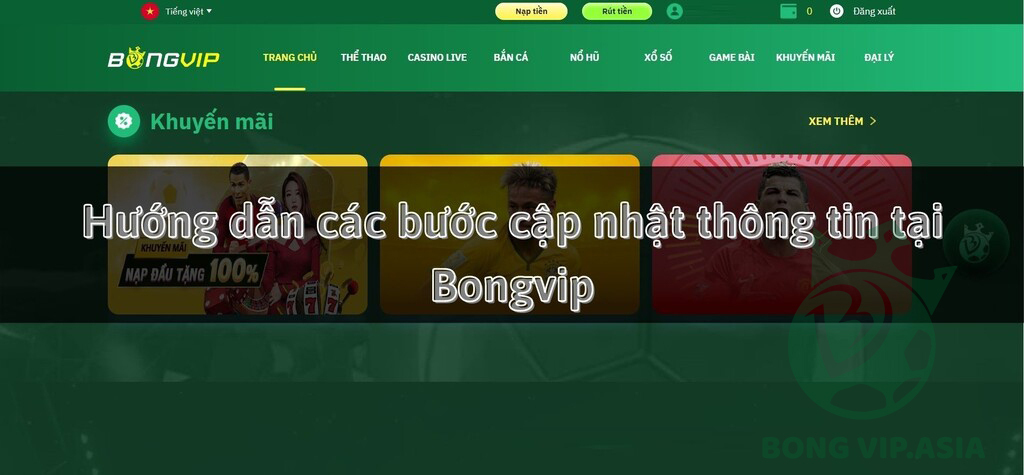 Tiếng việt
Nạp tiền
Rút tiền
0
Đăng xuất
BONGVIP
TRANG CHỦ
THỂ THAO
CASINO LIVE
BẮN CÁ
NỔ HŨ
XỔ SỐ
GAME BÀI
KHUYẾN MÃI
ĐẠI LÝ
Khuyến mãi
XEM THÊM
Hướng dẫn các bước cập nhật thông tin tại
Bongvip
KHUYẾN MÃI
NẠP ĐẦU TẶNG 100%
BONG VIP.ASIA